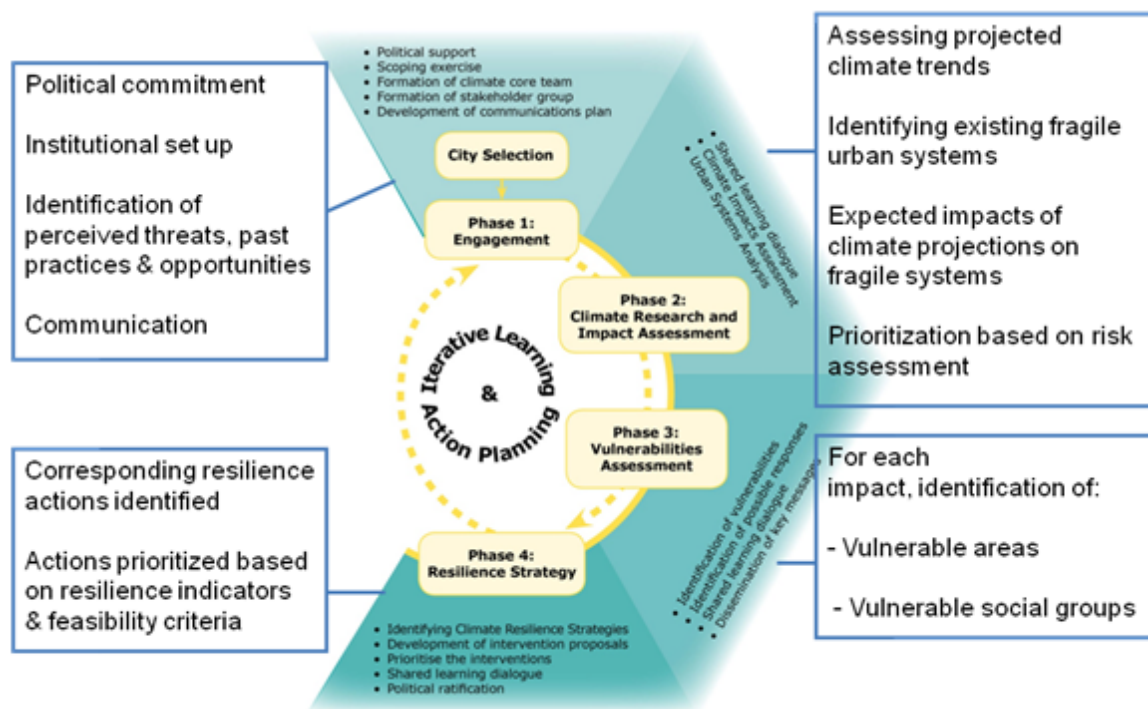 Political commitment
Institutional set up
Identification of
perceived threats, past
practices & opportunities
Communication
• Political support
• Scoping exercise
• Formation of climate core team
• Formation of stakeholder group
• Development of communications plan
City Selection
Phase 1:
Engagement
• Shared learning dialogue
• Climate Impacts Assessment
• Urban Systems Analysis
Assessing projected
climate trends
Identifying existing fragile
urban systems
Expected impacts of
climate projections on
fragile systems
Prioritization based on risk
assessment
Phase 2:
Climate Research and
Impact Assessment
Iterative Learning
&
Action Planning
Phase 3:
Vulnerabilities
Assessment
• Identification of vulnerabilities
• Identification of possible responses
• Shared learning dialogue
• Dissemination of key messages
For each
impact, identification of:
- Vulnerable areas
- Vulnerable social groups
Phase 4:
Resilience Strategy
• Identifying Climate Resilience Strategies
• Development of intervention proposals
• Prioritise the interventions
• Shared learning dialogue
• Political ratification
Corresponding resilience
actions identified
Actions prioritized based
on resilience indicators
& feasibility criteria